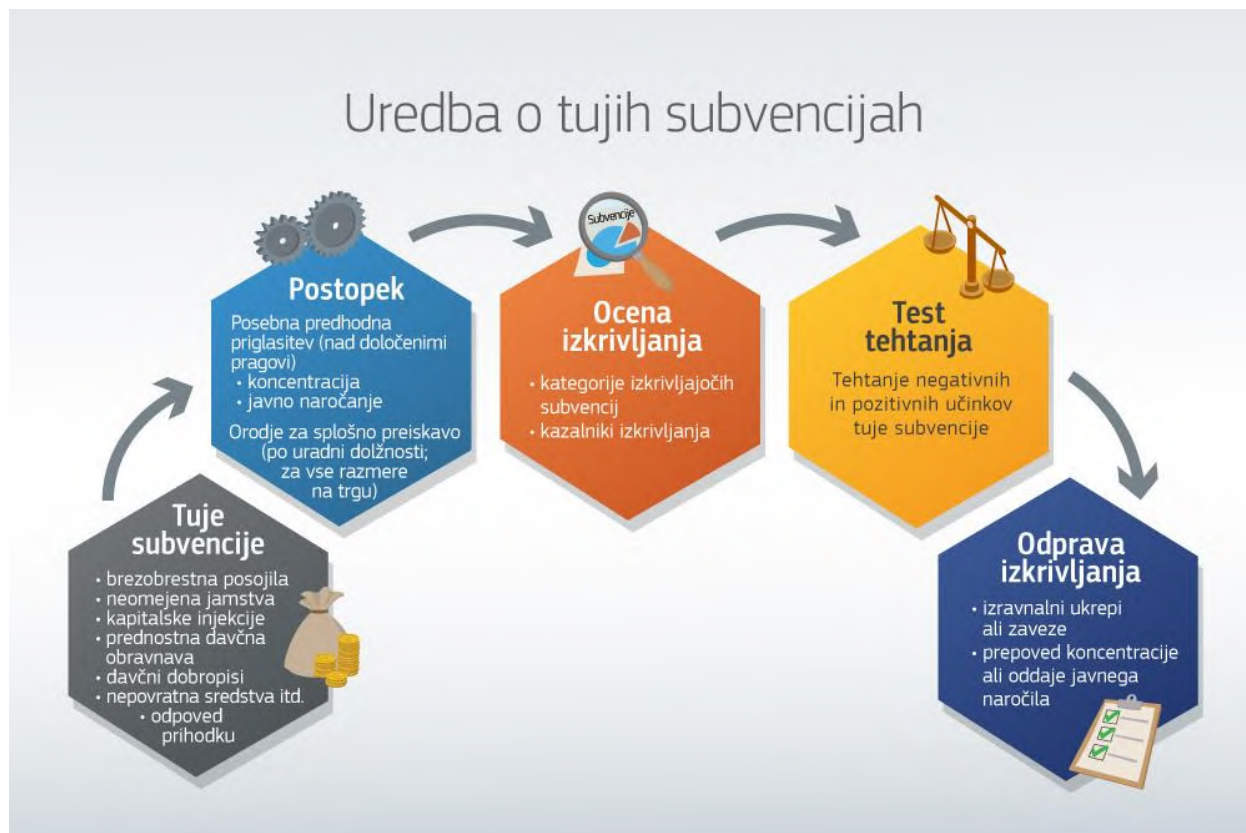 Uredba o tujih subvencijah
Tuje
subvencije
• brezobrestna posojila
• neomejena jamstva
• kapitalske injekcije
• prednostna davčna
obravnava
• davčni dobropisi
• nepovratna sredstva itd.
• odpoved
prihodku
Postopek
Posebna predhodna
priglasitev (nad določenimi
pragovi)
• koncentracija
• javno naročanje
Orodje za splošno preiskavo
(po uradni dolžnosti;
za vse razmere
na trgu)
Subvencije
Ocena
izkrivljanja
• kategorije izkrivljajočih
subvencij
• kazalniki izkrivljanja
Test
tehtanja
Tehtanje negativnih
in pozitivnih učinkov
tuje subvencije
Odprava
izkrivljanja
• izravnalni ukrepi
ali zaveze
• prepoved koncentracije
ali oddaje javnega
naročila